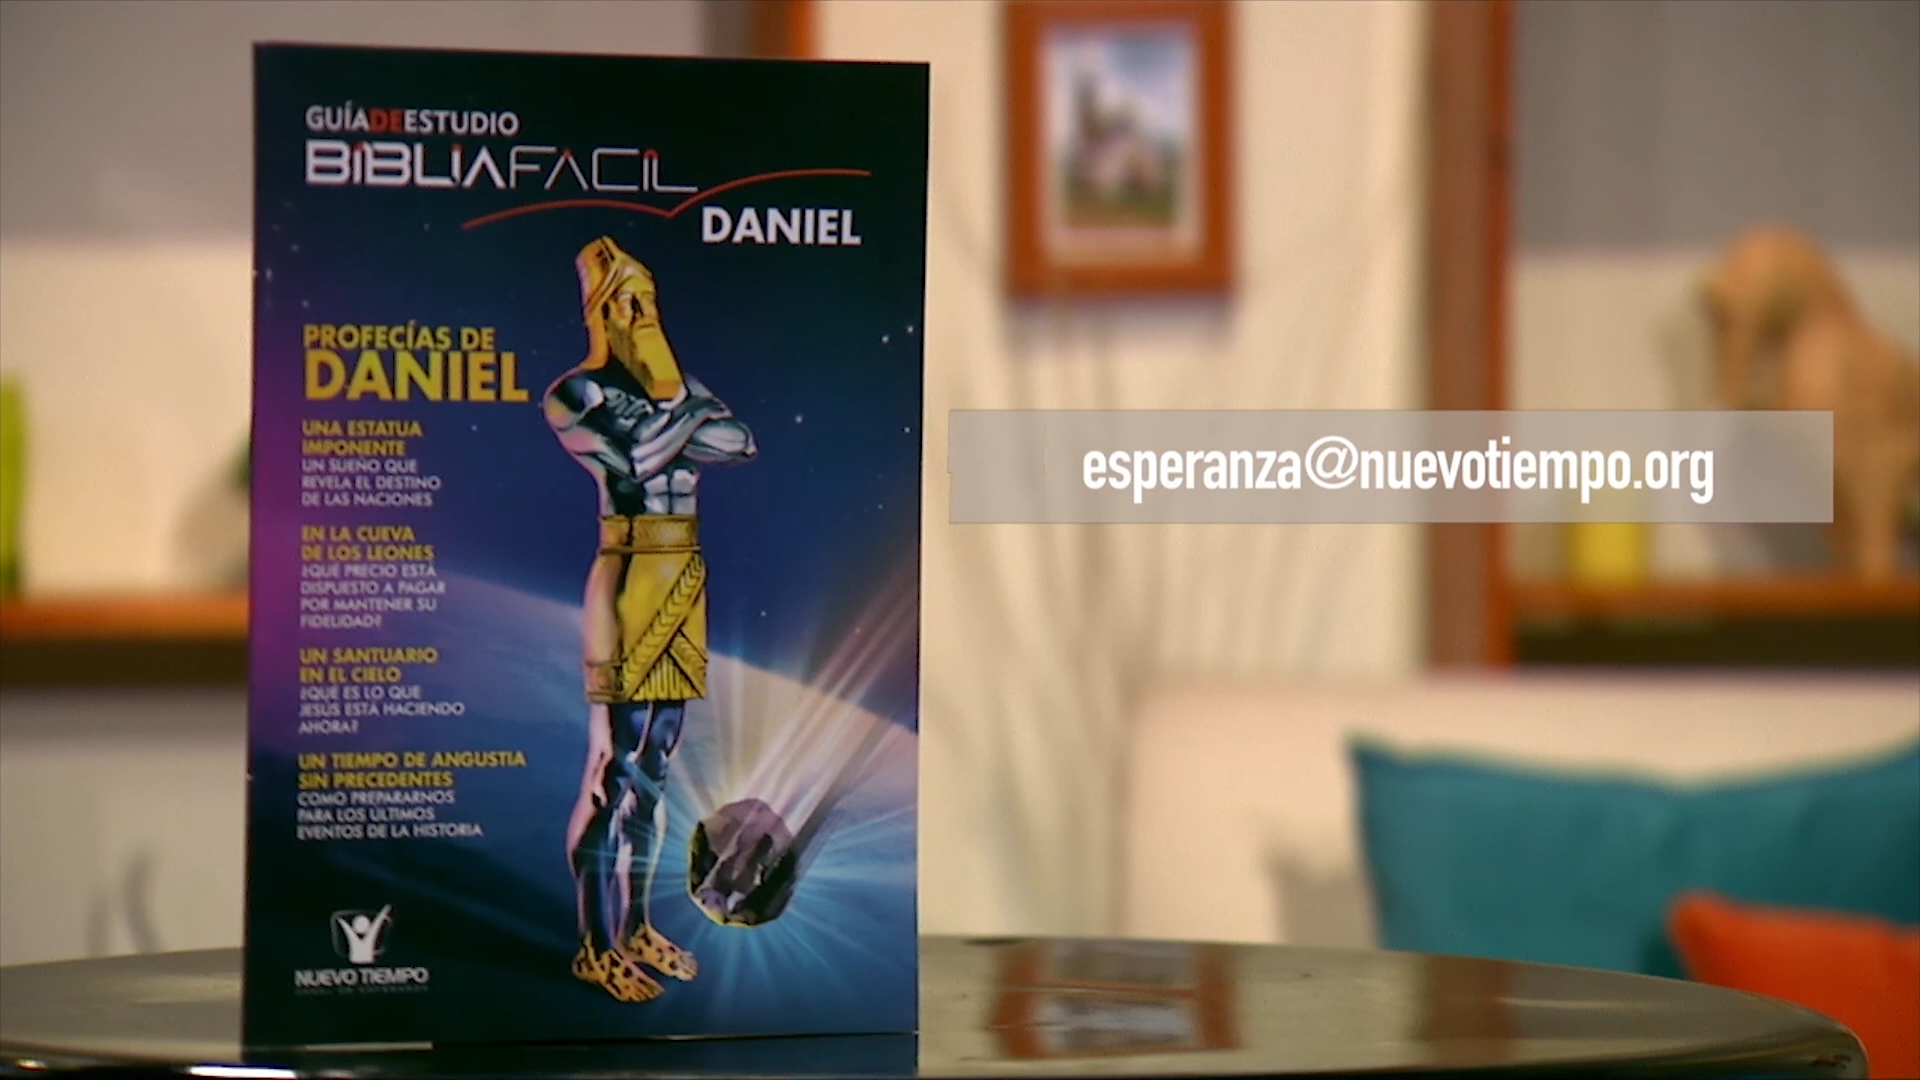 GUÍADEESTUDIO
BIBLIAFACIL
DANIEL
PROFECÍAS DE
DANIEL
UNA ESTATUA
IMPONENTE
UN SUEÑO QUE
REVELA EL DESTINO
DE LAS NACIONES
EN LA CUEVA
DE LOS LEONES
¿QUÉ PRECIO ESTÁ
DISPUESTO A PAGAR
POR MANTENER SU
FIDELIDAD?
UN SANTUARIO
EN EL CIELO
¿QUÉ ES LO QUE
JESÚS ESTÁ HACIENDO
AHORA?
UN TIEMPO DE ANGUSTIA
SIN PRECEDENTES
COMO PREPARARNOS
PARA LOS ÚLTIMOS
EVENTOS DE LA HISTORIA
NUEVO TIEMPO
esperanza@nuevotiempo.org